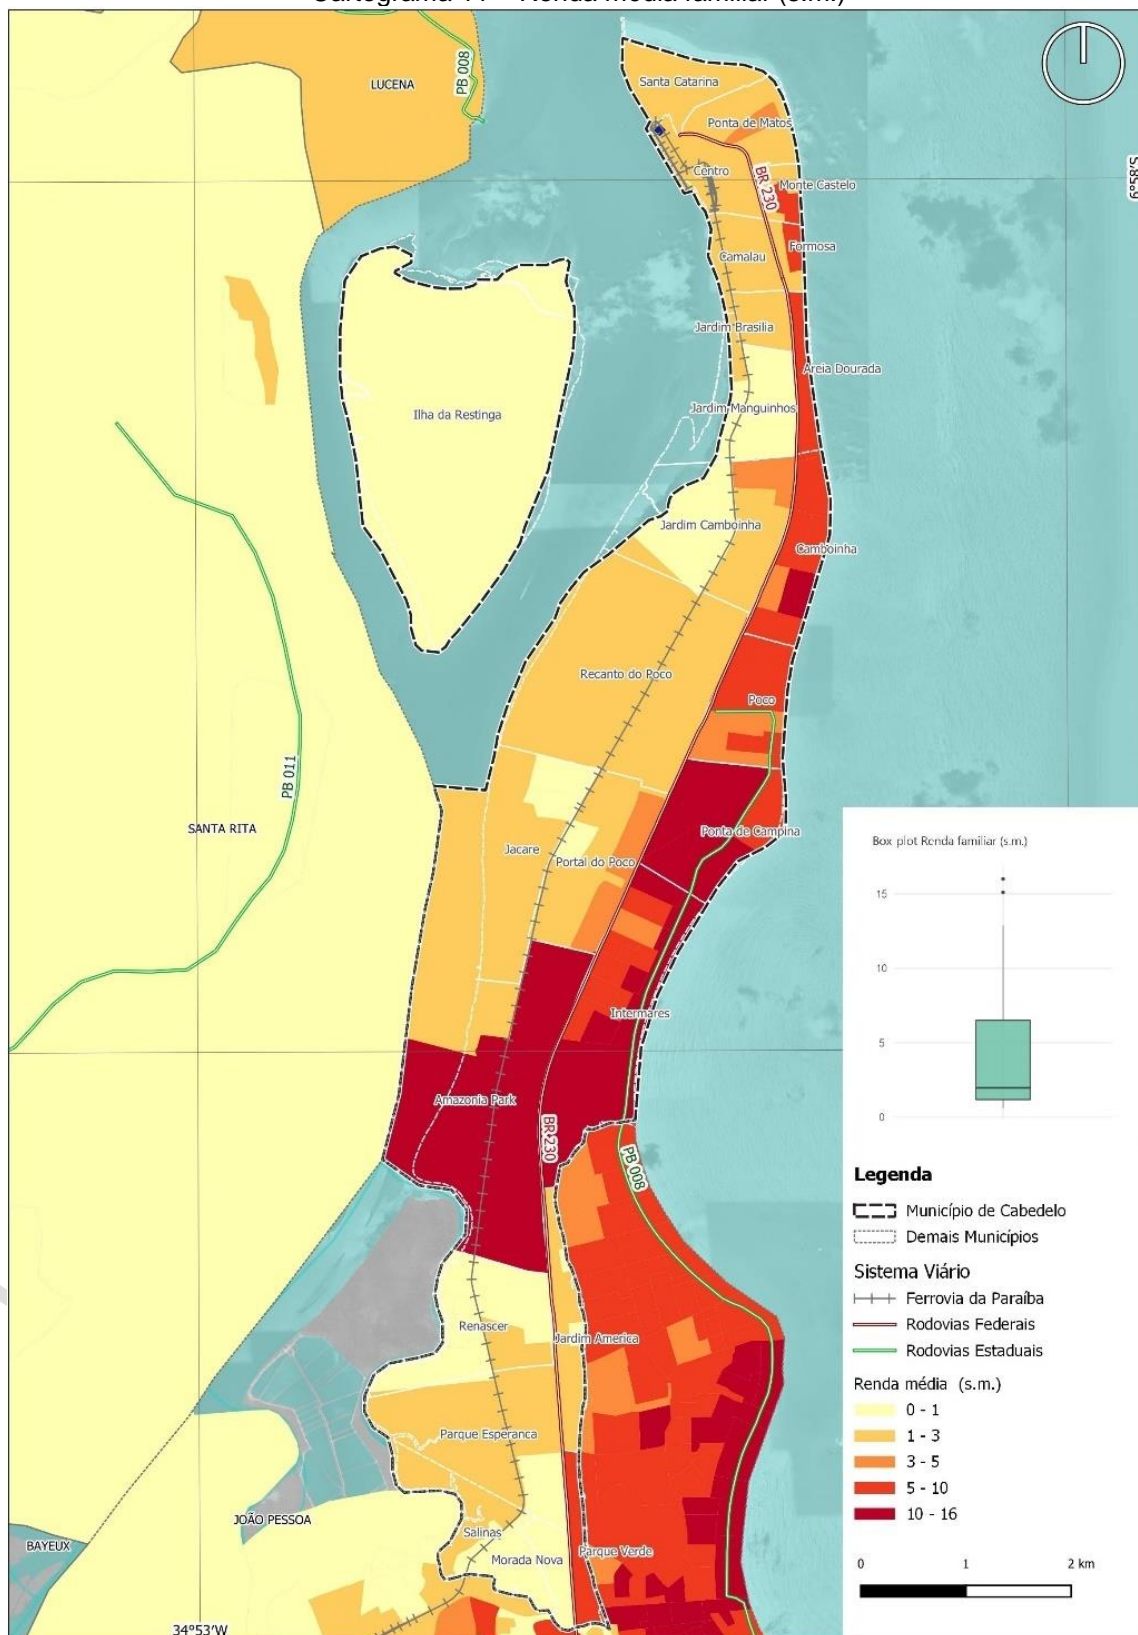 LUCENA
PB 008
Santa Catarina
Ponta de Matos
Centro
BR 230
Monte Castelo
Formosa
Camalau
Jardim Brasilia
Areia Dourada
Jardim Manguinhos
Ilha da Restinga
Jardim Camboinha
Camboinha
Recanto do Poco
Poco
PB 011
SANTA RITA
Ponta de Campina
Jacare
Portal do Poco
Intermares
Amazonia Park
BR 230
PB 008
Renascer
Jardim America
Parque Esperanca
JOÃO PESSOA
BAYEUX
Salinas
Morada Nova
Parque Verde
34°53'W
Box plot Renda familiar (s.m.)
15
10
5
0
Legenda
Município de Cabedelo
Demais Municípios
Sistema Viário
Ferrovia da Paraíba
Rodovias Federais
Rodovias Estaduais
Renda média (s.m.)
0 - 1
1 - 3
3 - 5
5 - 10
10 - 16
0 1 2 km